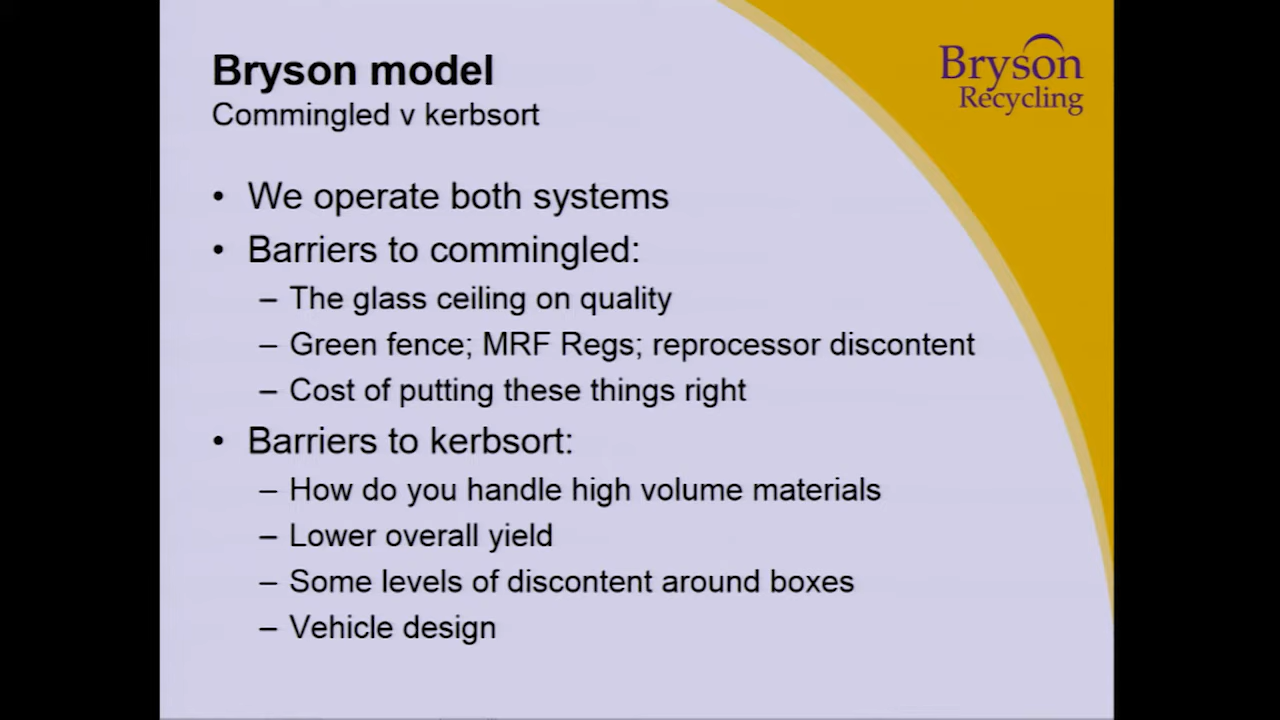 Bryson model
Commingled v kerbsort
Bryson
Recycling
• We operate both systems
• Barriers to commingled:
– The glass ceiling on quality
– Green fence; MRF Regs; reprocessor discontent
– Cost of putting these things right
• Barriers to kerbsort:
– How do you handle high volume materials
– Lower overall yield
– Some levels of discontent around boxes
– Vehicle design